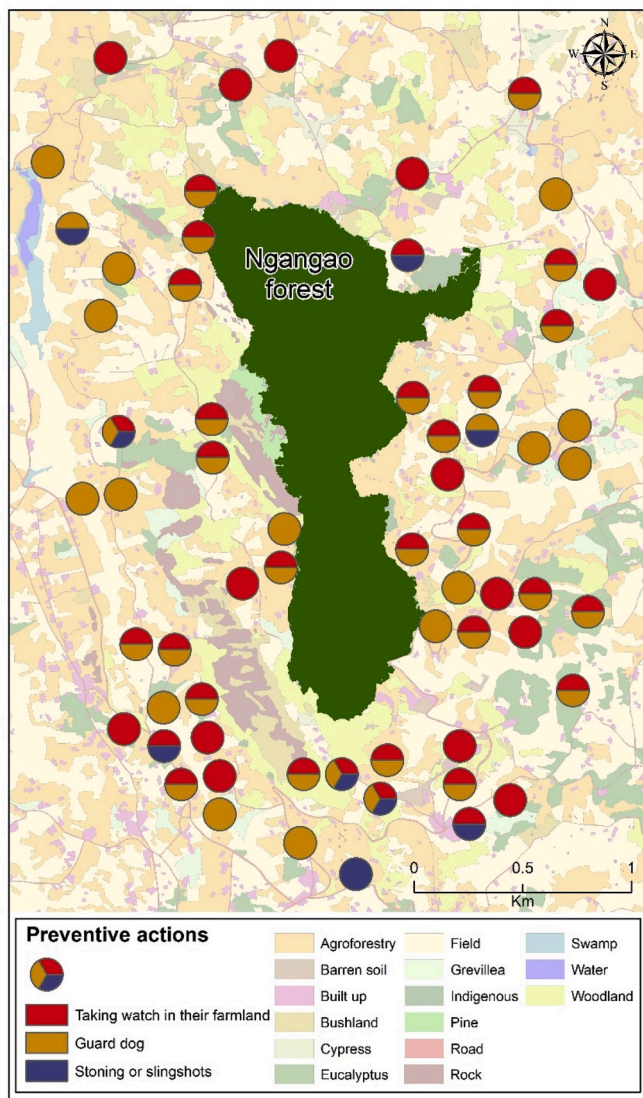 N
W E
S
Ngangao
forest
0 0.5 1
Km
Preventive actions
Taking watch in their farmland
Guard dog
Stoning or slingshots
Agroforestry
Barren soil
Built up
Bushland
Cypress
Eucalyptus
Field
Grevillea
Indigenous
Pine
Road
Rock
Swamp
Water
Woodland